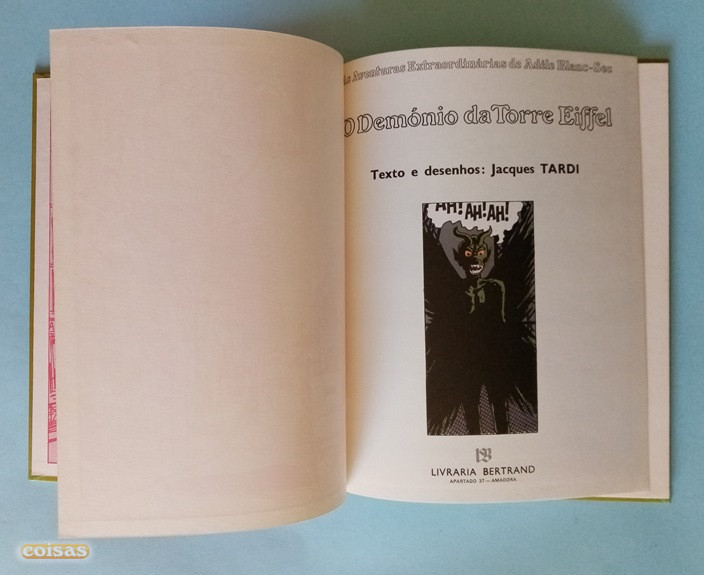 As Aventuras Extraordinárias de Adèle Blanc-Sec
O Demónio da Torre Eiffel
Texto e desenhos: Jacques TARDI
AH! AH! AH!
LIVRARIA BERTRAND
APARTADO 37 — AMADORA
coisas